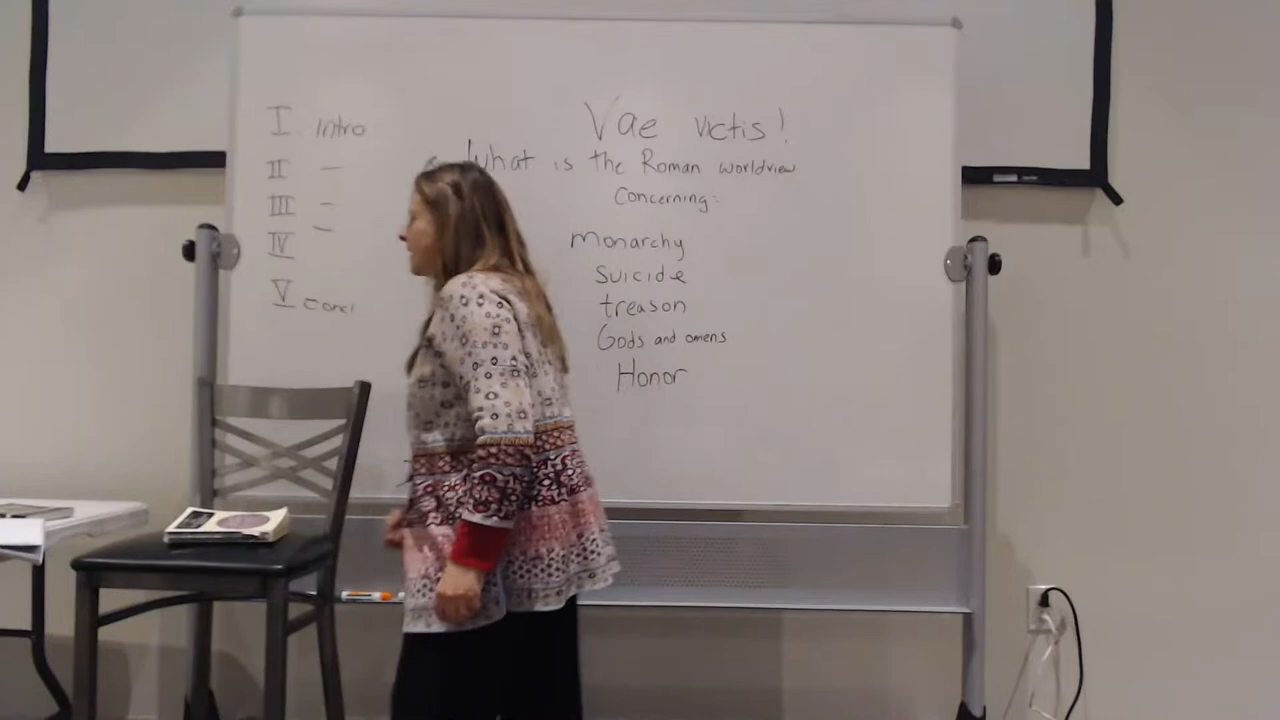 I Intro
II –
III –
IV –
V Concl
Vae victis!
What is the Roman worldview
Concerning:
Monarchy
Suicide
treason
Gods and omens
Honor